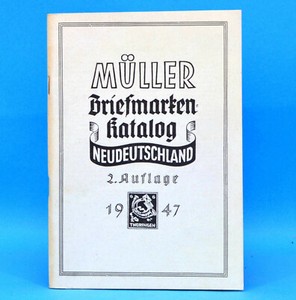 MÜLLER
Briefmarken-
Katalog
NEUDEUTSCHLAND
2. Auflage
19 47
THÜRINGEN